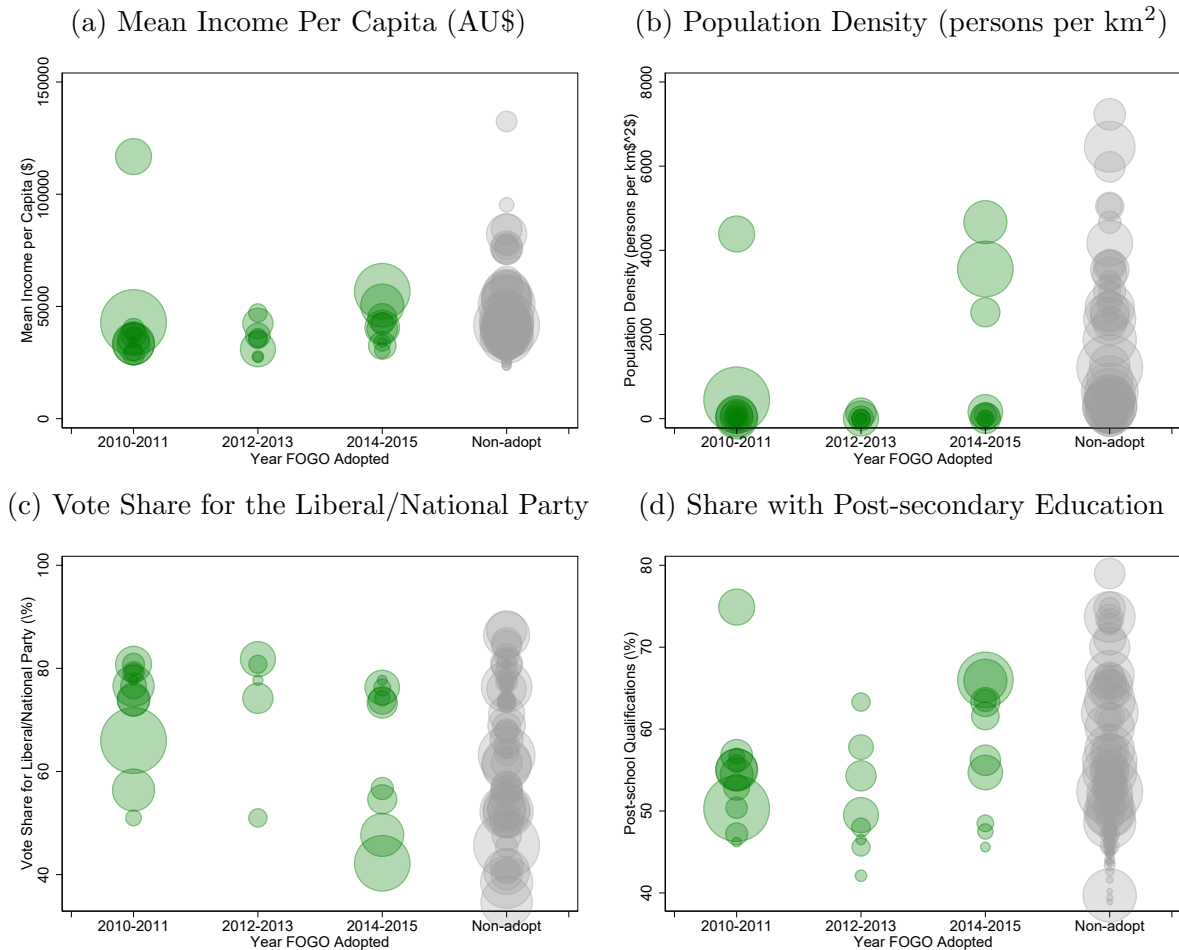 (a) Mean Income Per Capita (AU$)
Mean Income per Capita ($)
150000
100000
50000
0
2010-2011 2012-2013 2014-2015 Non-adopt
Year FOGO Adopted
(b) Population Density (persons per km²)
Population Density (persons per km$^2$)
8000
6000
4000
2000
0
2010-2011 2012-2013 2014-2015 Non-adopt
Year FOGO Adopted
(c) Vote Share for the Liberal/National Party
Vote Share for Liberal/National Party (\%)
100
80
60
40
2010-2011 2012-2013 2014-2015 Non-adopt
Year FOGO Adopted
(d) Share with Post-secondary Education
Post-school Qualifications (\%)
80
70
60
50
40
2010-2011 2012-2013 2014-2015 Non-adopt
Year FOGO Adopted